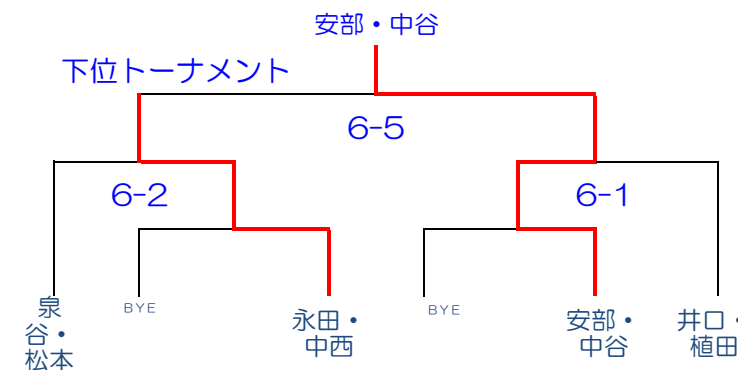 安部・中谷
下位トーナメント
6-5
6-2
6-1
泉
谷・
松本
BYE
永田・
中西
BYE
安部・
中谷
井口・
植田